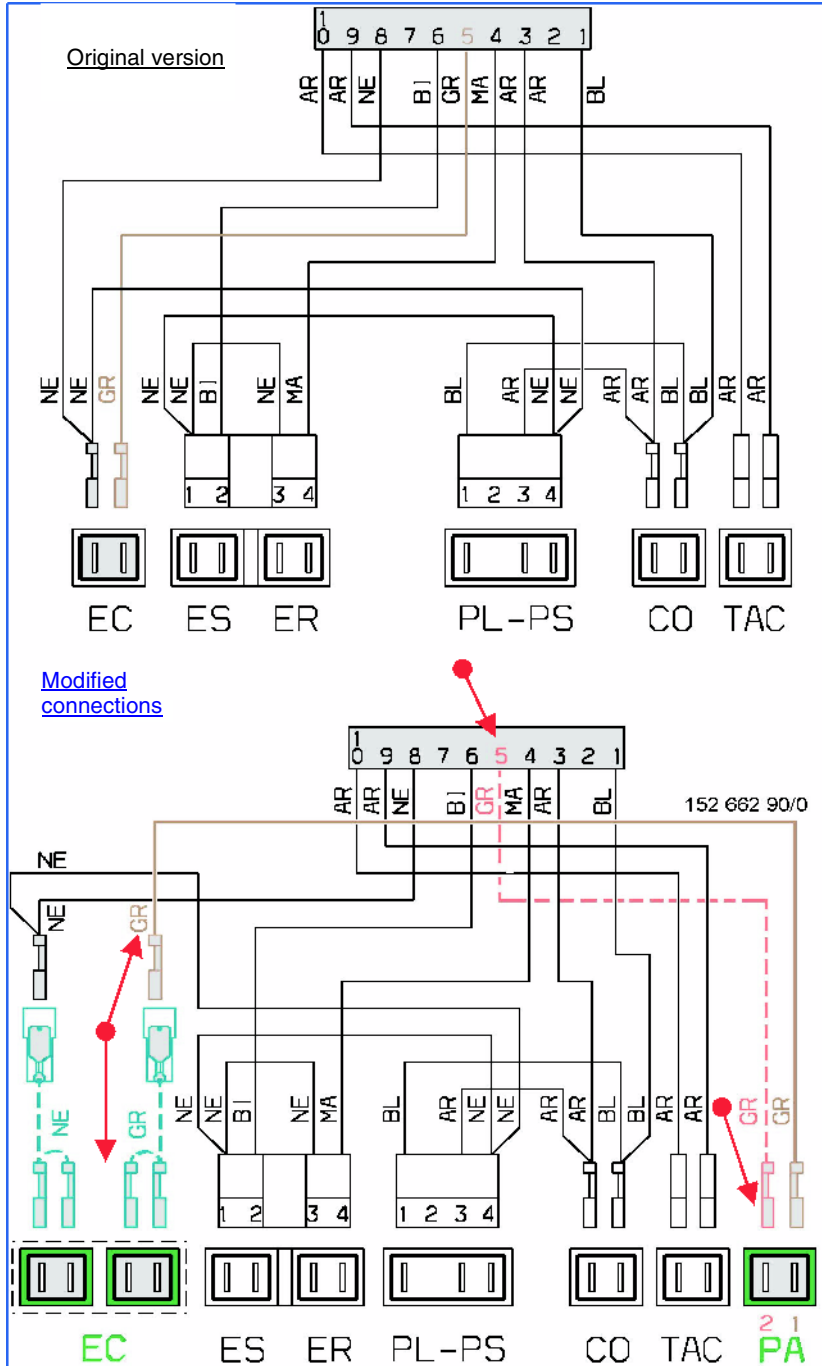 Original version
1
0 9 8 7 6 5 4 3 2 1
AR AR NE BI GR MA AR AR BL
NE NE GR NE NE BI NE MA BL AR NE NE AR AR BL BL AR AR
1 2 3 4 1 2 3 4
EC ES ER PL-PS CO TAC
Modified
connections
1
0 9 8 7 6 5 4 3 2 1
AR AR NE BI GR MA AR BL
152 662 90/0
NE
NE GR
NE GR NE NE BI NE MA BL AR NE NE AR AR BL BL AR AR GR GR
1 2 3 4 1 2 3 4
2 1
EC ES ER PL-PS CO TAC PA